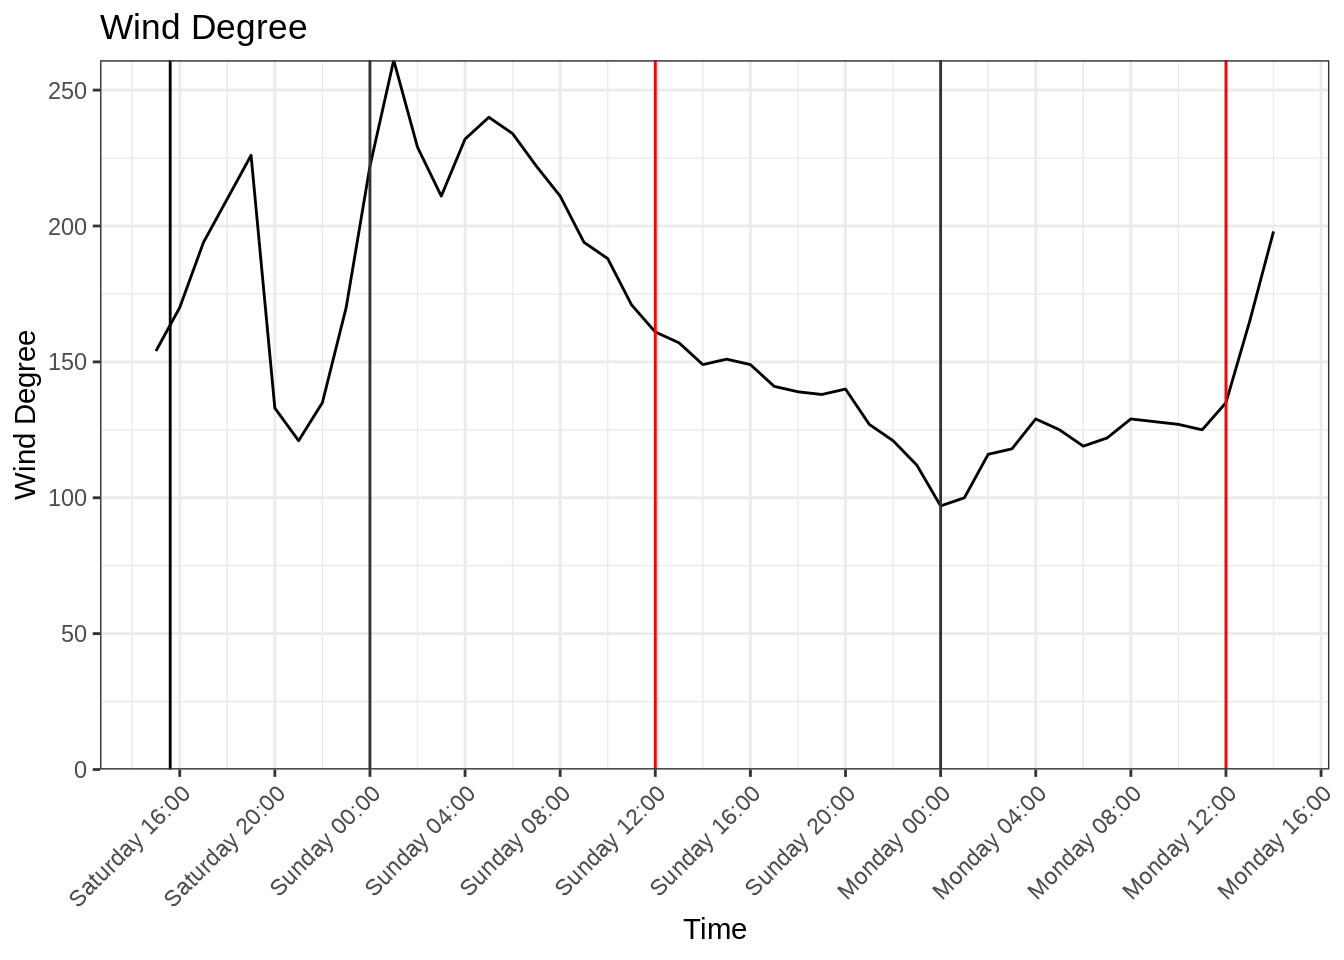 Wind Degree
Wind Degree
250
200
150
100
50
0
Saturday 16:00
Saturday 20:00
Sunday 00:00
Sunday 04:00
Sunday 08:00
Sunday 12:00
Sunday 16:00
Sunday 20:00
Monday 00:00
Monday 04:00
Monday 08:00
Monday 12:00
Monday 16:00
Time